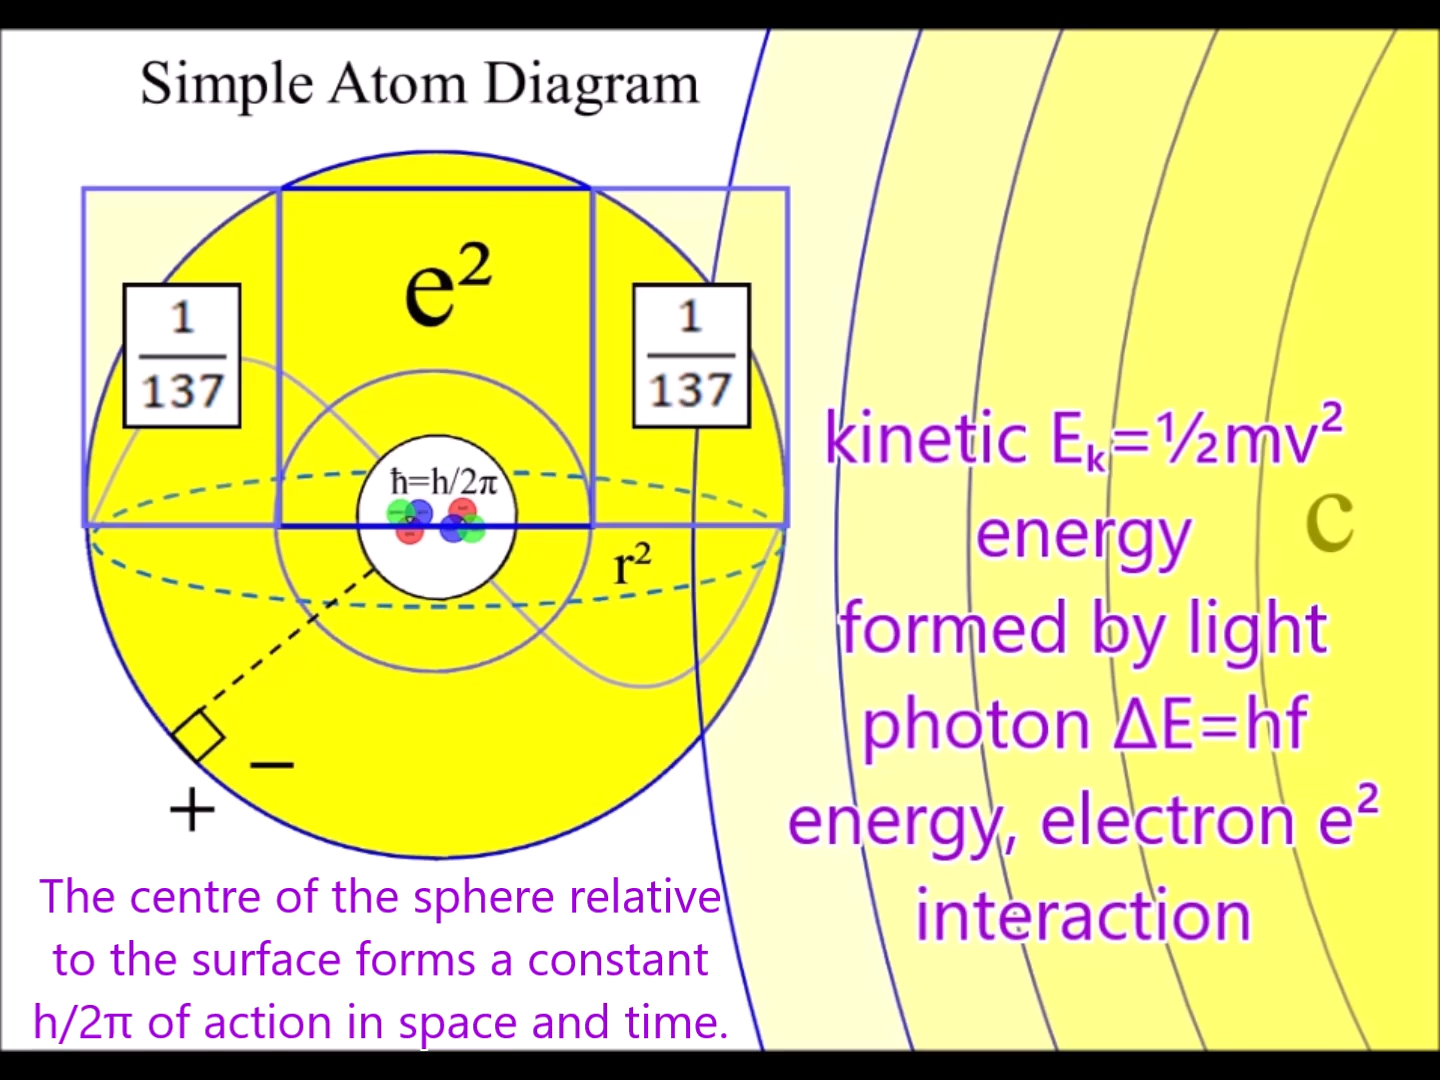 Simple Atom Diagram
e²
1
137
1
137
ħ=h/2π
r²
−
+
kinetic Eₖ=½mv²
energy
formed by light
photon ΔE=hf
energy, electron e²
interaction
c
The centre of the sphere relative
to the surface forms a constant
h/2π of action in space and time.